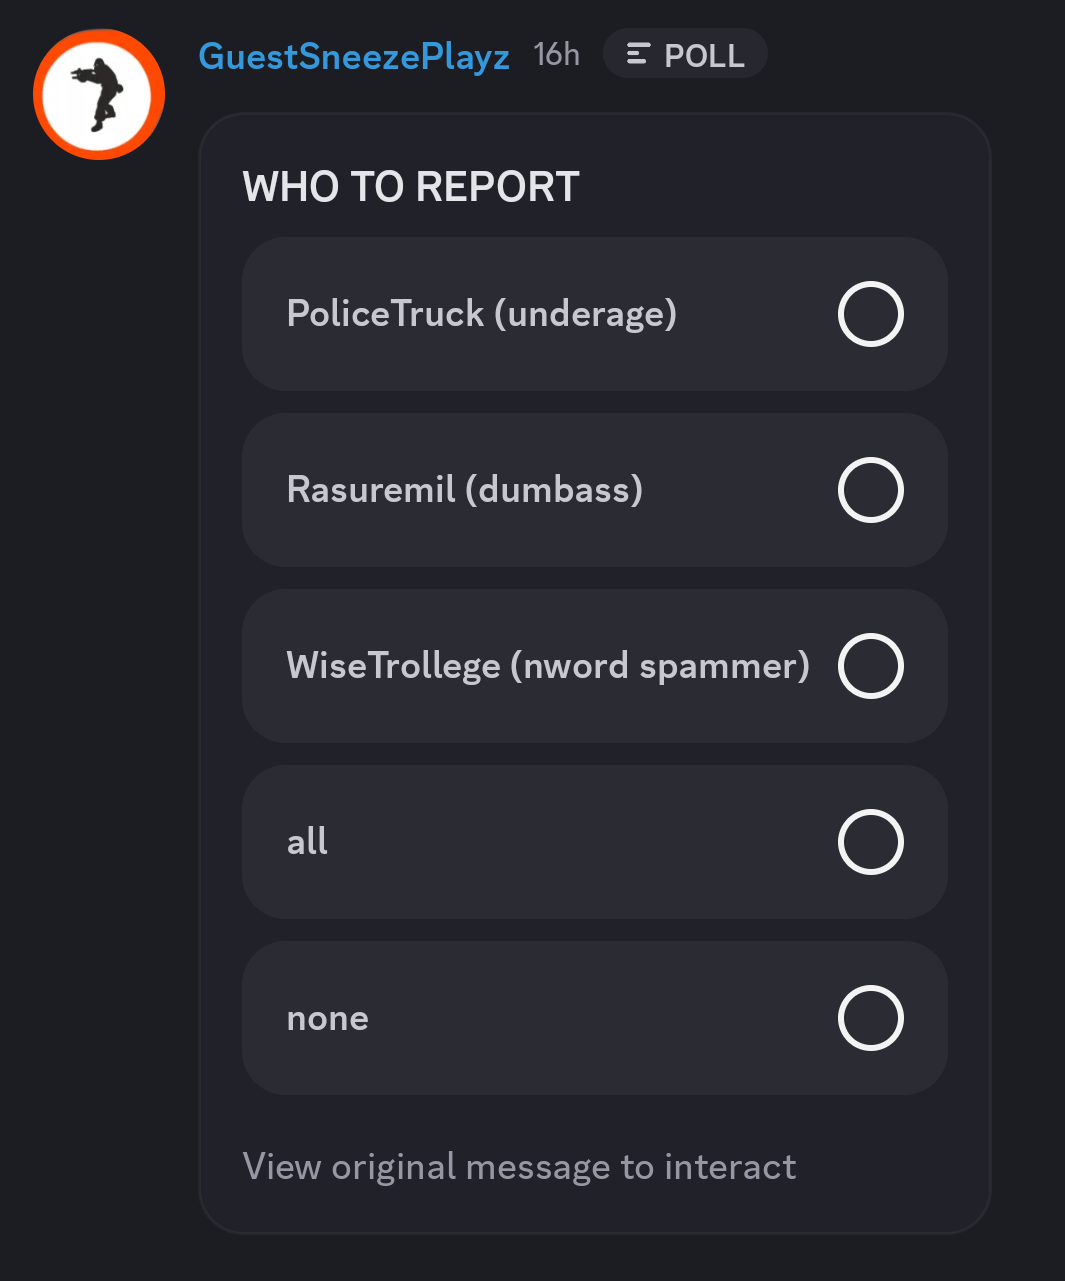 GuestSneezePlayz 16h POLL
WHO TO REPORT
PoliceTruck (underage)
Rasuremil (dumbass)
WiseTrollege (nword spammer)
all
none
View original message to interact